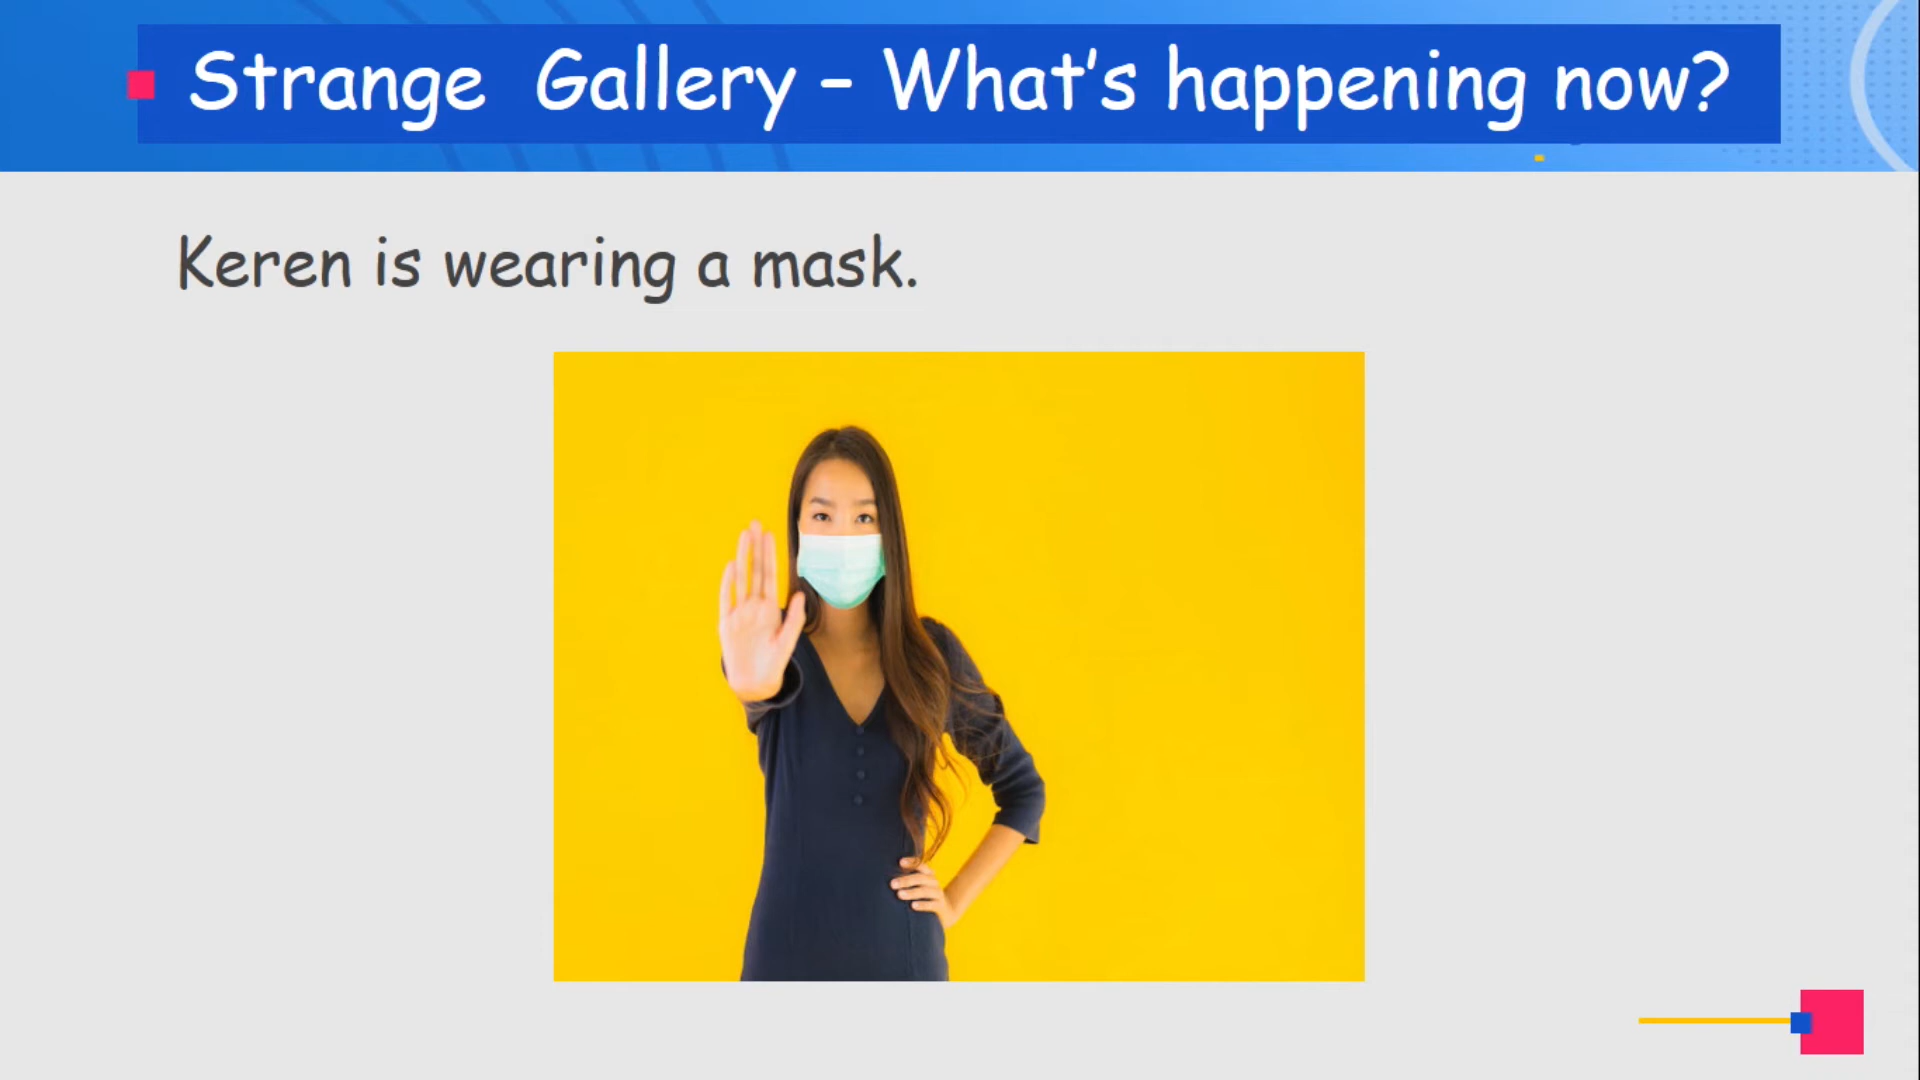 Strange Gallery – What's happening now?
Keren is wearing a mask.